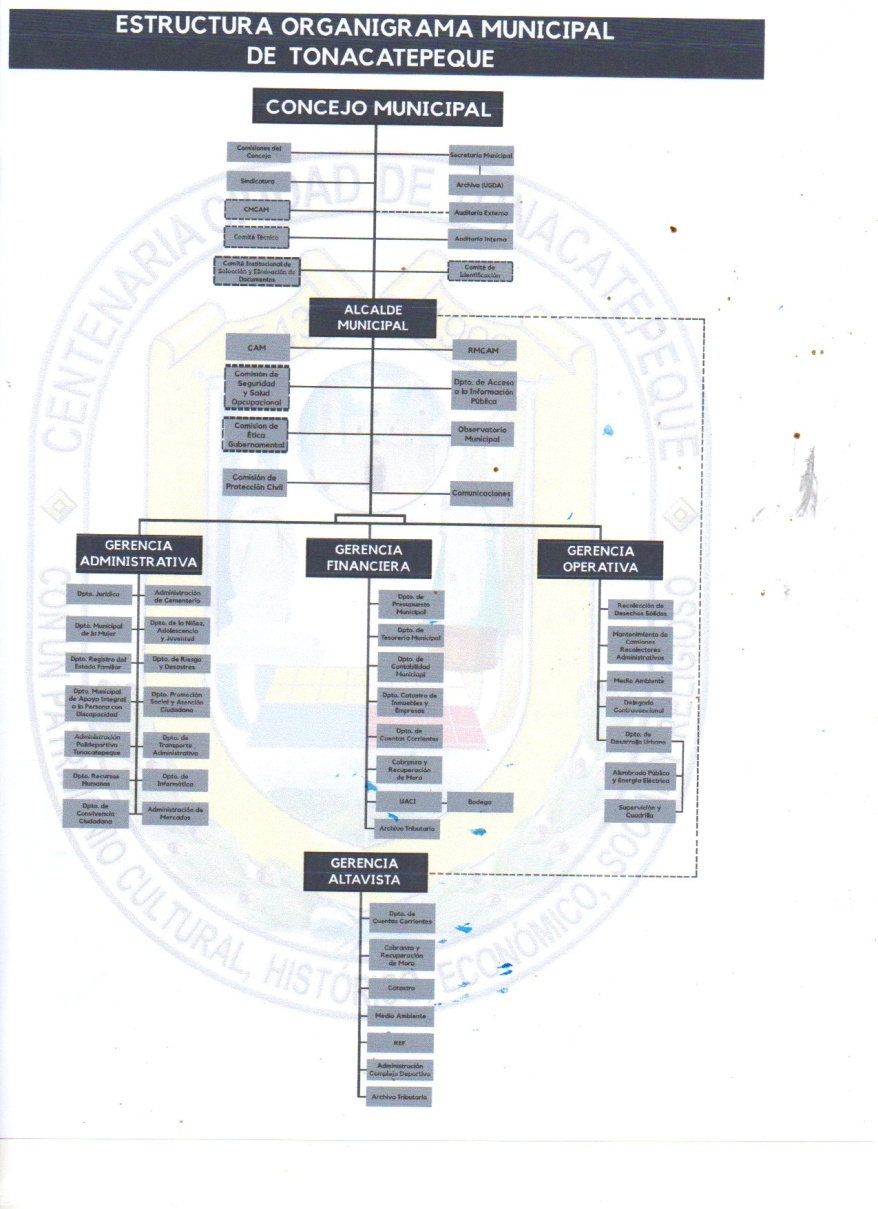 ESTRUCTURA ORGANIGRAMA MUNICIPAL
DE TONACATEPEQUE
CONCEJO MUNICIPAL
Comisiones del
Concejo
Secretaria Municipal
Sindicatura
Archivo (UGDA)
CMCAM
Auditoria Externa
Comité Técnico
Auditoria Interna
Comité Institucional de
Selección y Eliminación de
Documentos
Comité de
Identificación
ALCALDE
MUNICIPAL
CAM
RMCAM
Comisión de
Seguridad
y Salud
Opcupacional
Dpto. de Acceso
a la Información
Pública
Comision de
Ética
Gubernamental
Observatorio
Municipal
Comisión de
Protección Civil
Comunicaciones
GERENCIA
ADMINISTRATIVA
Dpto. Jurídico
Administración
de Cementerio
Dpto. Municipal
de la Mujer
Dpto. de la Niñez,
Adolescencia
y Juventud
Dpto. Registro del
Estado Familiar
Dpto. de Riesgo
y Desastres
Dpto. Municipal
de Apoyo Integral
a la Persona con
Discapacidad
Dpto. Promoción
Social y Atención
Ciudadana
Administración
Polideportivo
Tonacatepeque
Dpto. de
Transporte
Administrativo
Dpto. Recursos
Humanos
Dpto. de
Informática
Dpto. de
Convivencia
Ciudadana
Administración de
Mercados
GERENCIA
FINANCIERA
Dpto. de
Presupuesto
Municipal
Dpto. de
Tesorería Municipal
Dpto. de
Contabilidad
Municipal
Dpto. Catastro de
Inmuebles y
Empresas
Dpto. de
Cuentas Corrientes
Cobranza y
Recuperación
de Mora
UACI
Bodega
Archivo Tributario
GERENCIA
OPERATIVA
Recolección de
Desechos Sólidos
Mantenimiento de
Camiones
Recolectores
Administrativos
Medio Ambiente
Delegado
Contravencional
Dpto. de
Desarrollo Urbano
Alumbrado Público
y Energía Eléctrica
Supervisión y
Cuadrilla
GERENCIA
ALTAVISTA
Dpto. de
Cuentas Corrientes
Cobranza y
Recuperación
de Mora
Catastro
Medio Ambiente
REF
Administración
Complejo Deportivo
Archivo Tributario
CENTENARIA CIUDAD DE TONACATEPEQUE